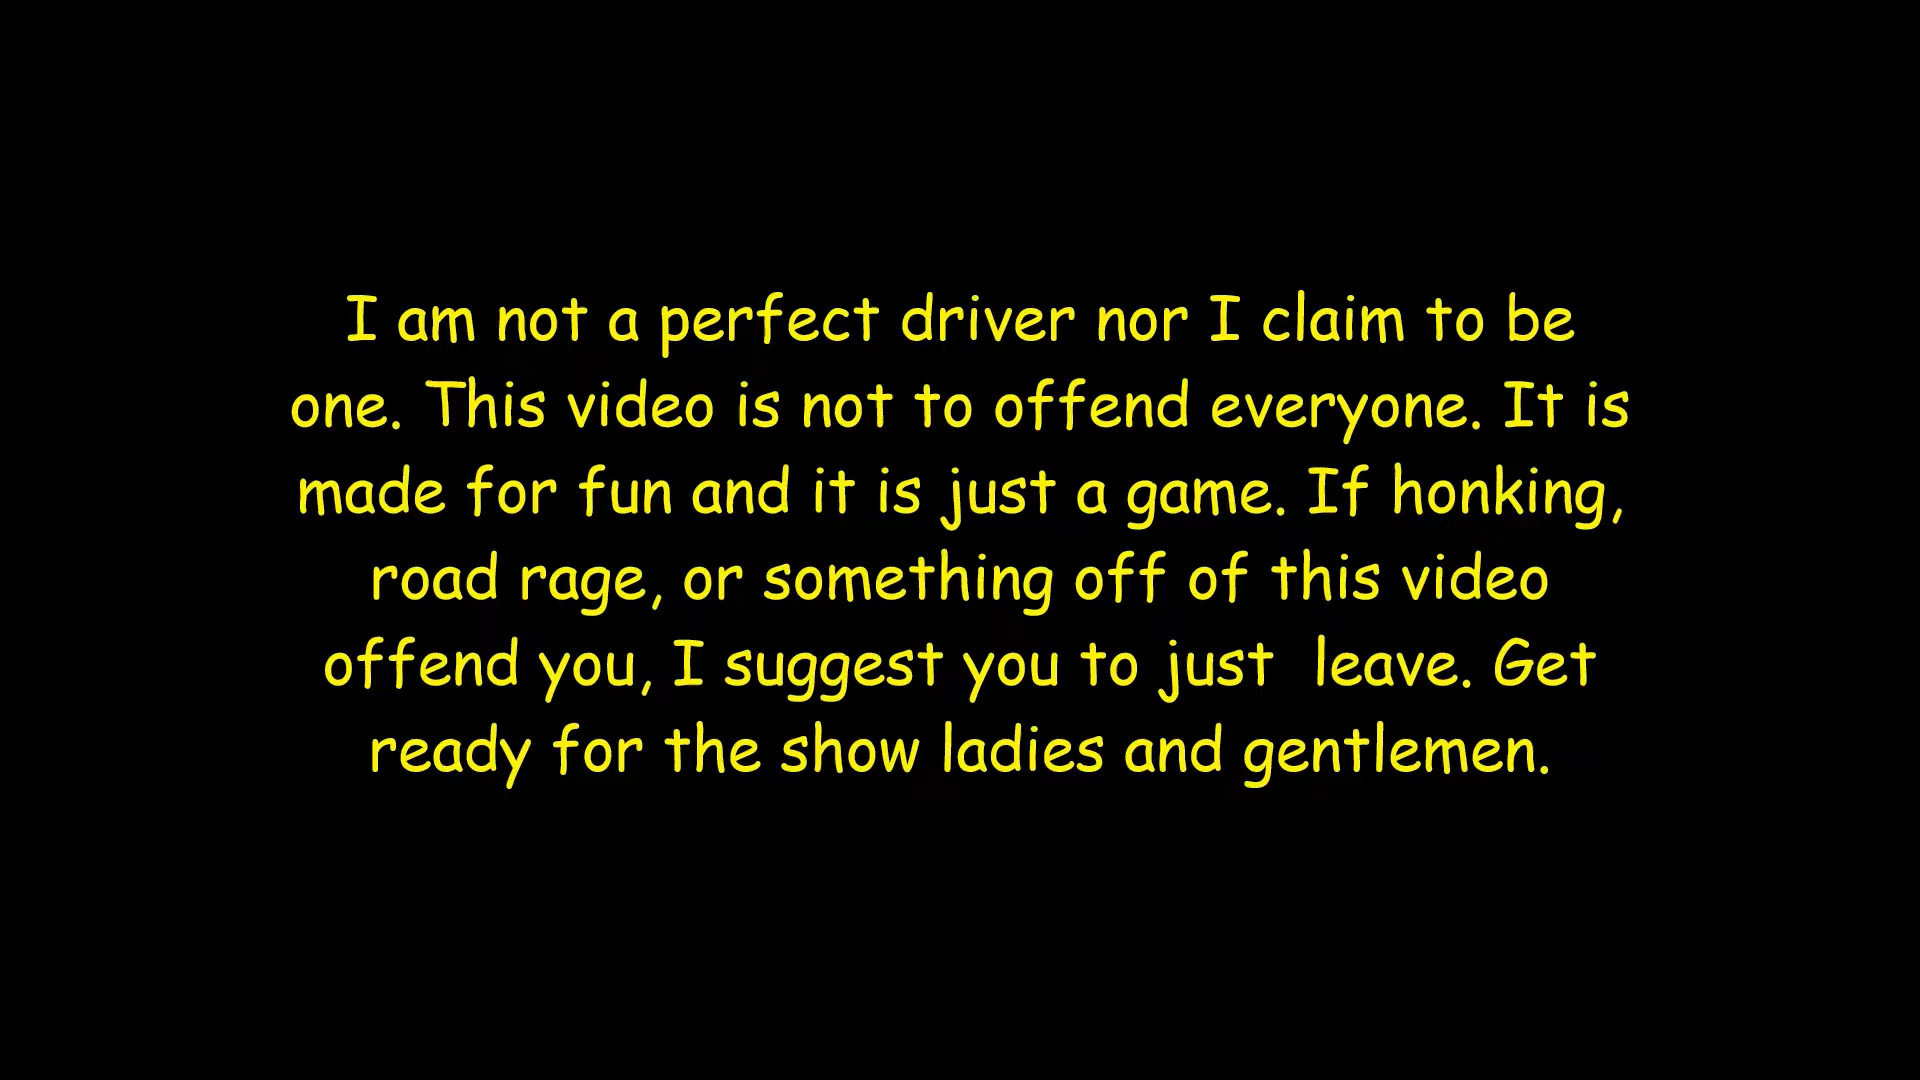 I am not a perfect driver nor I claim to be
one. This video is not to offend everyone. It is
made for fun and it is just a game. If honking,
road rage, or something off of this video
offend you, I suggest you to just  leave. Get
ready for the show ladies and gentlemen.